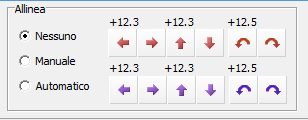 Allinea
+12.3 +12.3 +12.5
Nessuno
Manuale
+12.3 +12.3 +12.5
Automatico